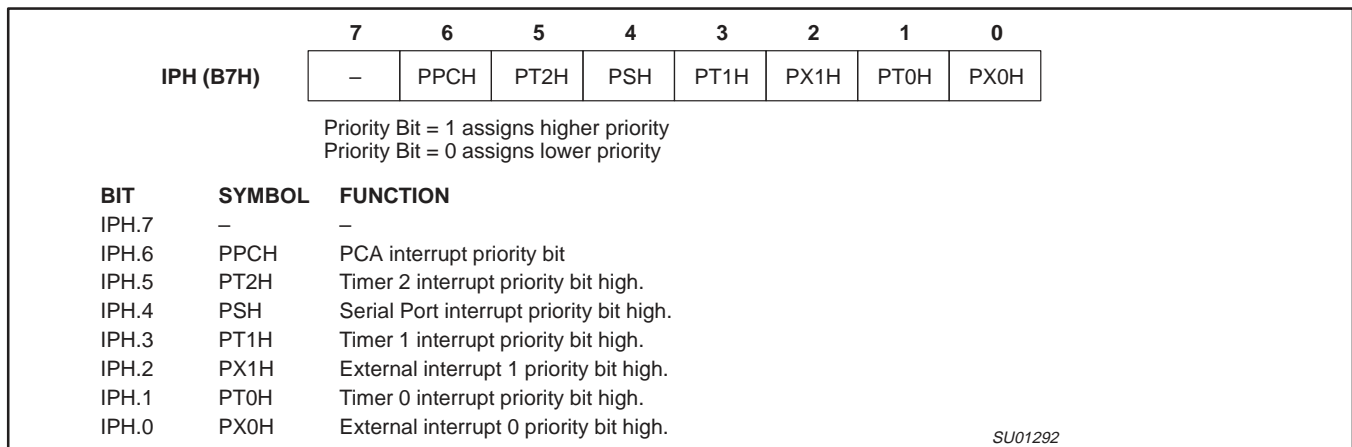 7 6 5 4 3 2 1 0
IPH (B7H) – PPCH PT2H PSH PT1H PX1H PT0H PX0H
Priority Bit = 1 assigns higher priority
Priority Bit = 0 assigns lower priority
BIT SYMBOL FUNCTION
IPH.7 – –
IPH.6 PPCH PCA interrupt priority bit
IPH.5 PT2H Timer 2 interrupt priority bit high.
IPH.4 PSH Serial Port interrupt priority bit high.
IPH.3 PT1H Timer 1 interrupt priority bit high.
IPH.2 PX1H External interrupt 1 priority bit high.
IPH.1 PT0H Timer 0 interrupt priority bit high.
IPH.0 PX0H External interrupt 0 priority bit high.
SU01292